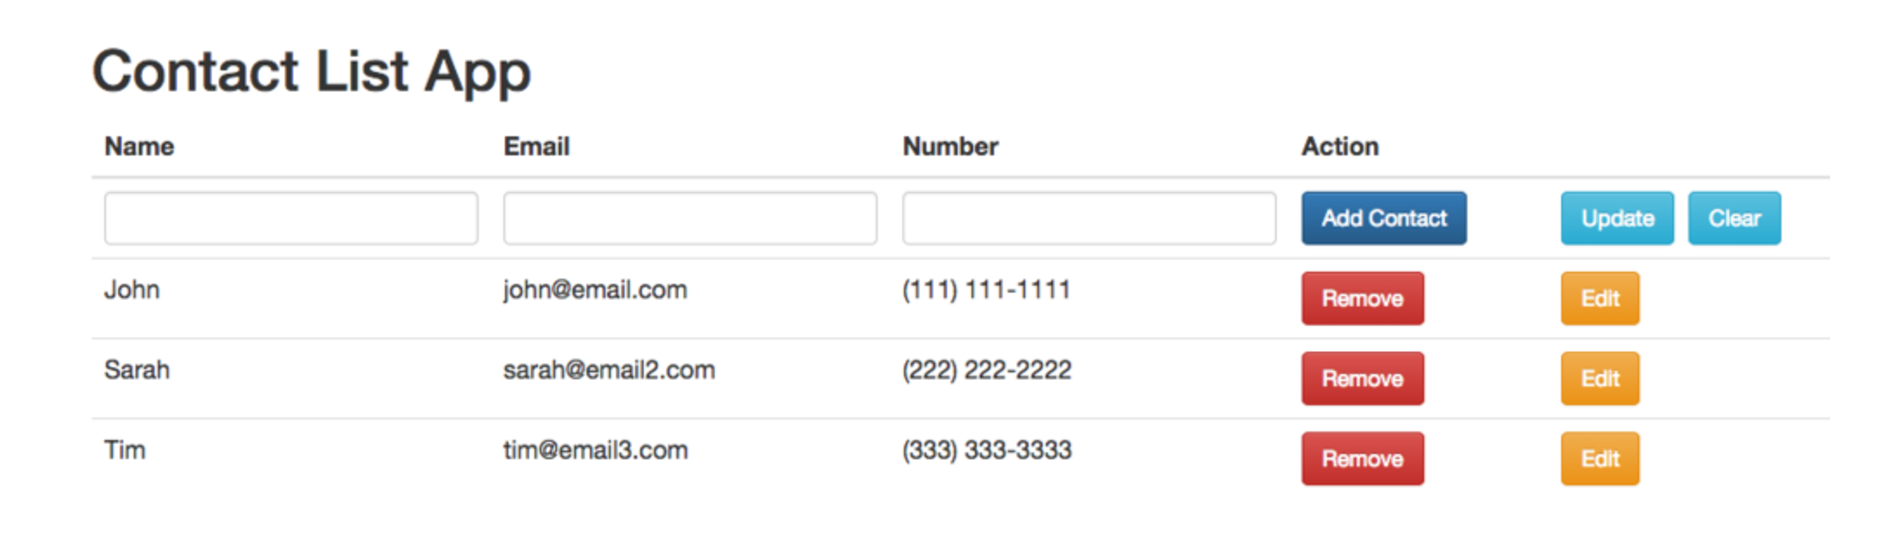 Contact List App
Name Email Number Action
Add Contact Update Clear
John john@email.com (111) 111-1111 Remove Edit
Sarah sarah@email2.com (222) 222-2222 Remove Edit
Tim tim@email3.com (333) 333-3333 Remove Edit